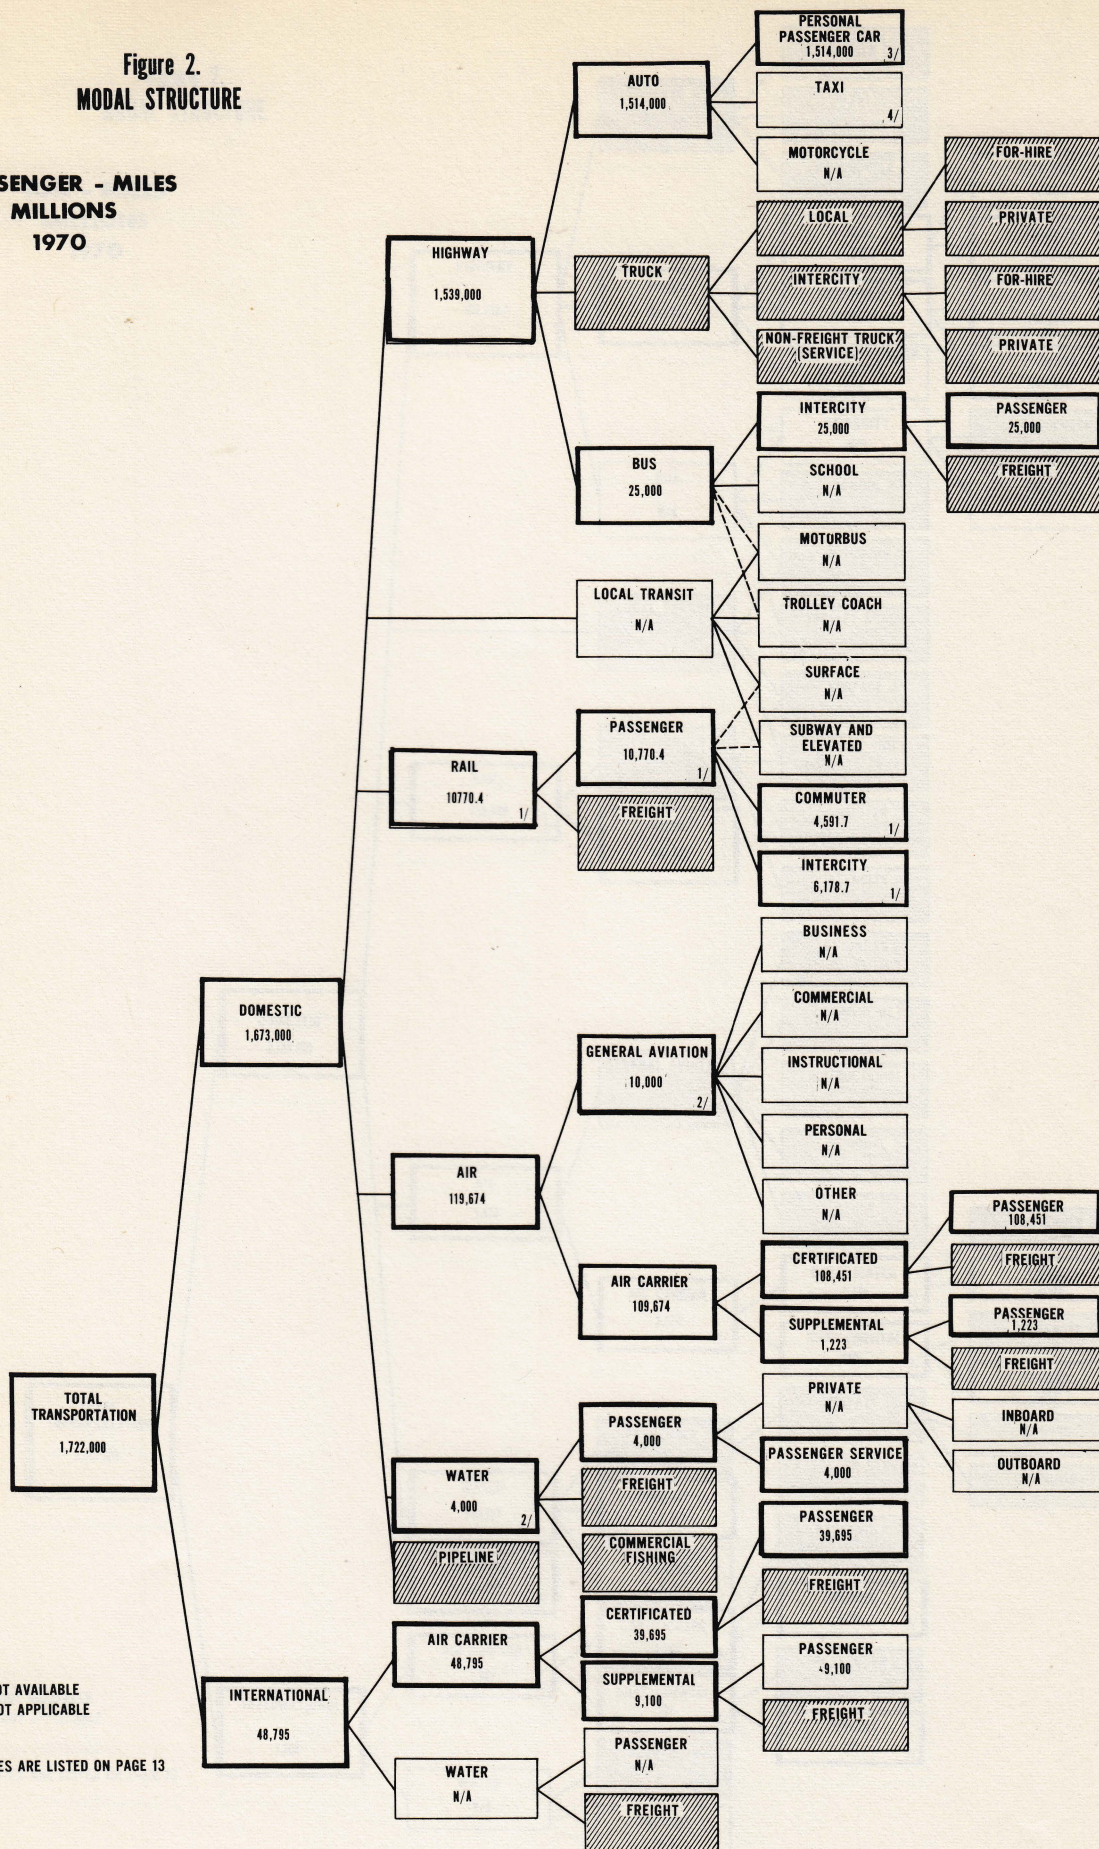 Figure 2.
MODAL STRUCTURE
SENGER - MILES
MILLIONS
1970
PERSONAL
PASSENGER CAR
1,514,000 3/
AUTO
1,514,000
TAXI
4/
MOTORCYCLE
N/A
FOR-HIRE
LOCAL
PRIVATE
HIGHWAY
1,539,000
TRUCK
INTERCITY
FOR-HIRE
NON-FREIGHT TRUCK
(SERVICE)
PRIVATE
INTERCITY
25,000
PASSENGER
25,000
BUS
25,000
SCHOOL
N/A
FREIGHT
MOTORBUS
N/A
LOCAL TRANSIT
N/A
TROLLEY COACH
N/A
SURFACE
N/A
PASSENGER
10,770.4
1/
SUBWAY AND
ELEVATED
N/A
RAIL
10770.4
1/
FREIGHT
COMMUTER
4,591.7 1/
INTERCITY
6,178.7 1/
BUSINESS
N/A
DOMESTIC
1,673,000
COMMERCIAL
N/A
GENERAL AVIATION
10,000
2/
INSTRUCTIONAL
N/A
PERSONAL
N/A
AIR
119,674
OTHER
N/A
PASSENGER
108,451
CERTIFICATED
108,451
FREIGHT
AIR CARRIER
109,674
SUPPLEMENTAL
1,223
PASSENGER
1,223
FREIGHT
TOTAL
TRANSPORTATION
1,722,000
PRIVATE
N/A
INBOARD
N/A
PASSENGER
4,000
PASSENGER SERVICE
4,000
OUTBOARD
N/A
WATER
4,000
2/
FREIGHT
PASSENGER
39,695
PIPELINE
COMMERCIAL
FISHING
FREIGHT
CERTIFICATED
39,695
AIR CARRIER
48,795
PASSENGER
9,100
SUPPLEMENTAL
9,100
FREIGHT
INTERNATIONAL
48,795
PASSENGER
N/A
WATER
N/A
FREIGHT
OT AVAILABLE
OT APPLICABLE
ES ARE LISTED ON PAGE 13